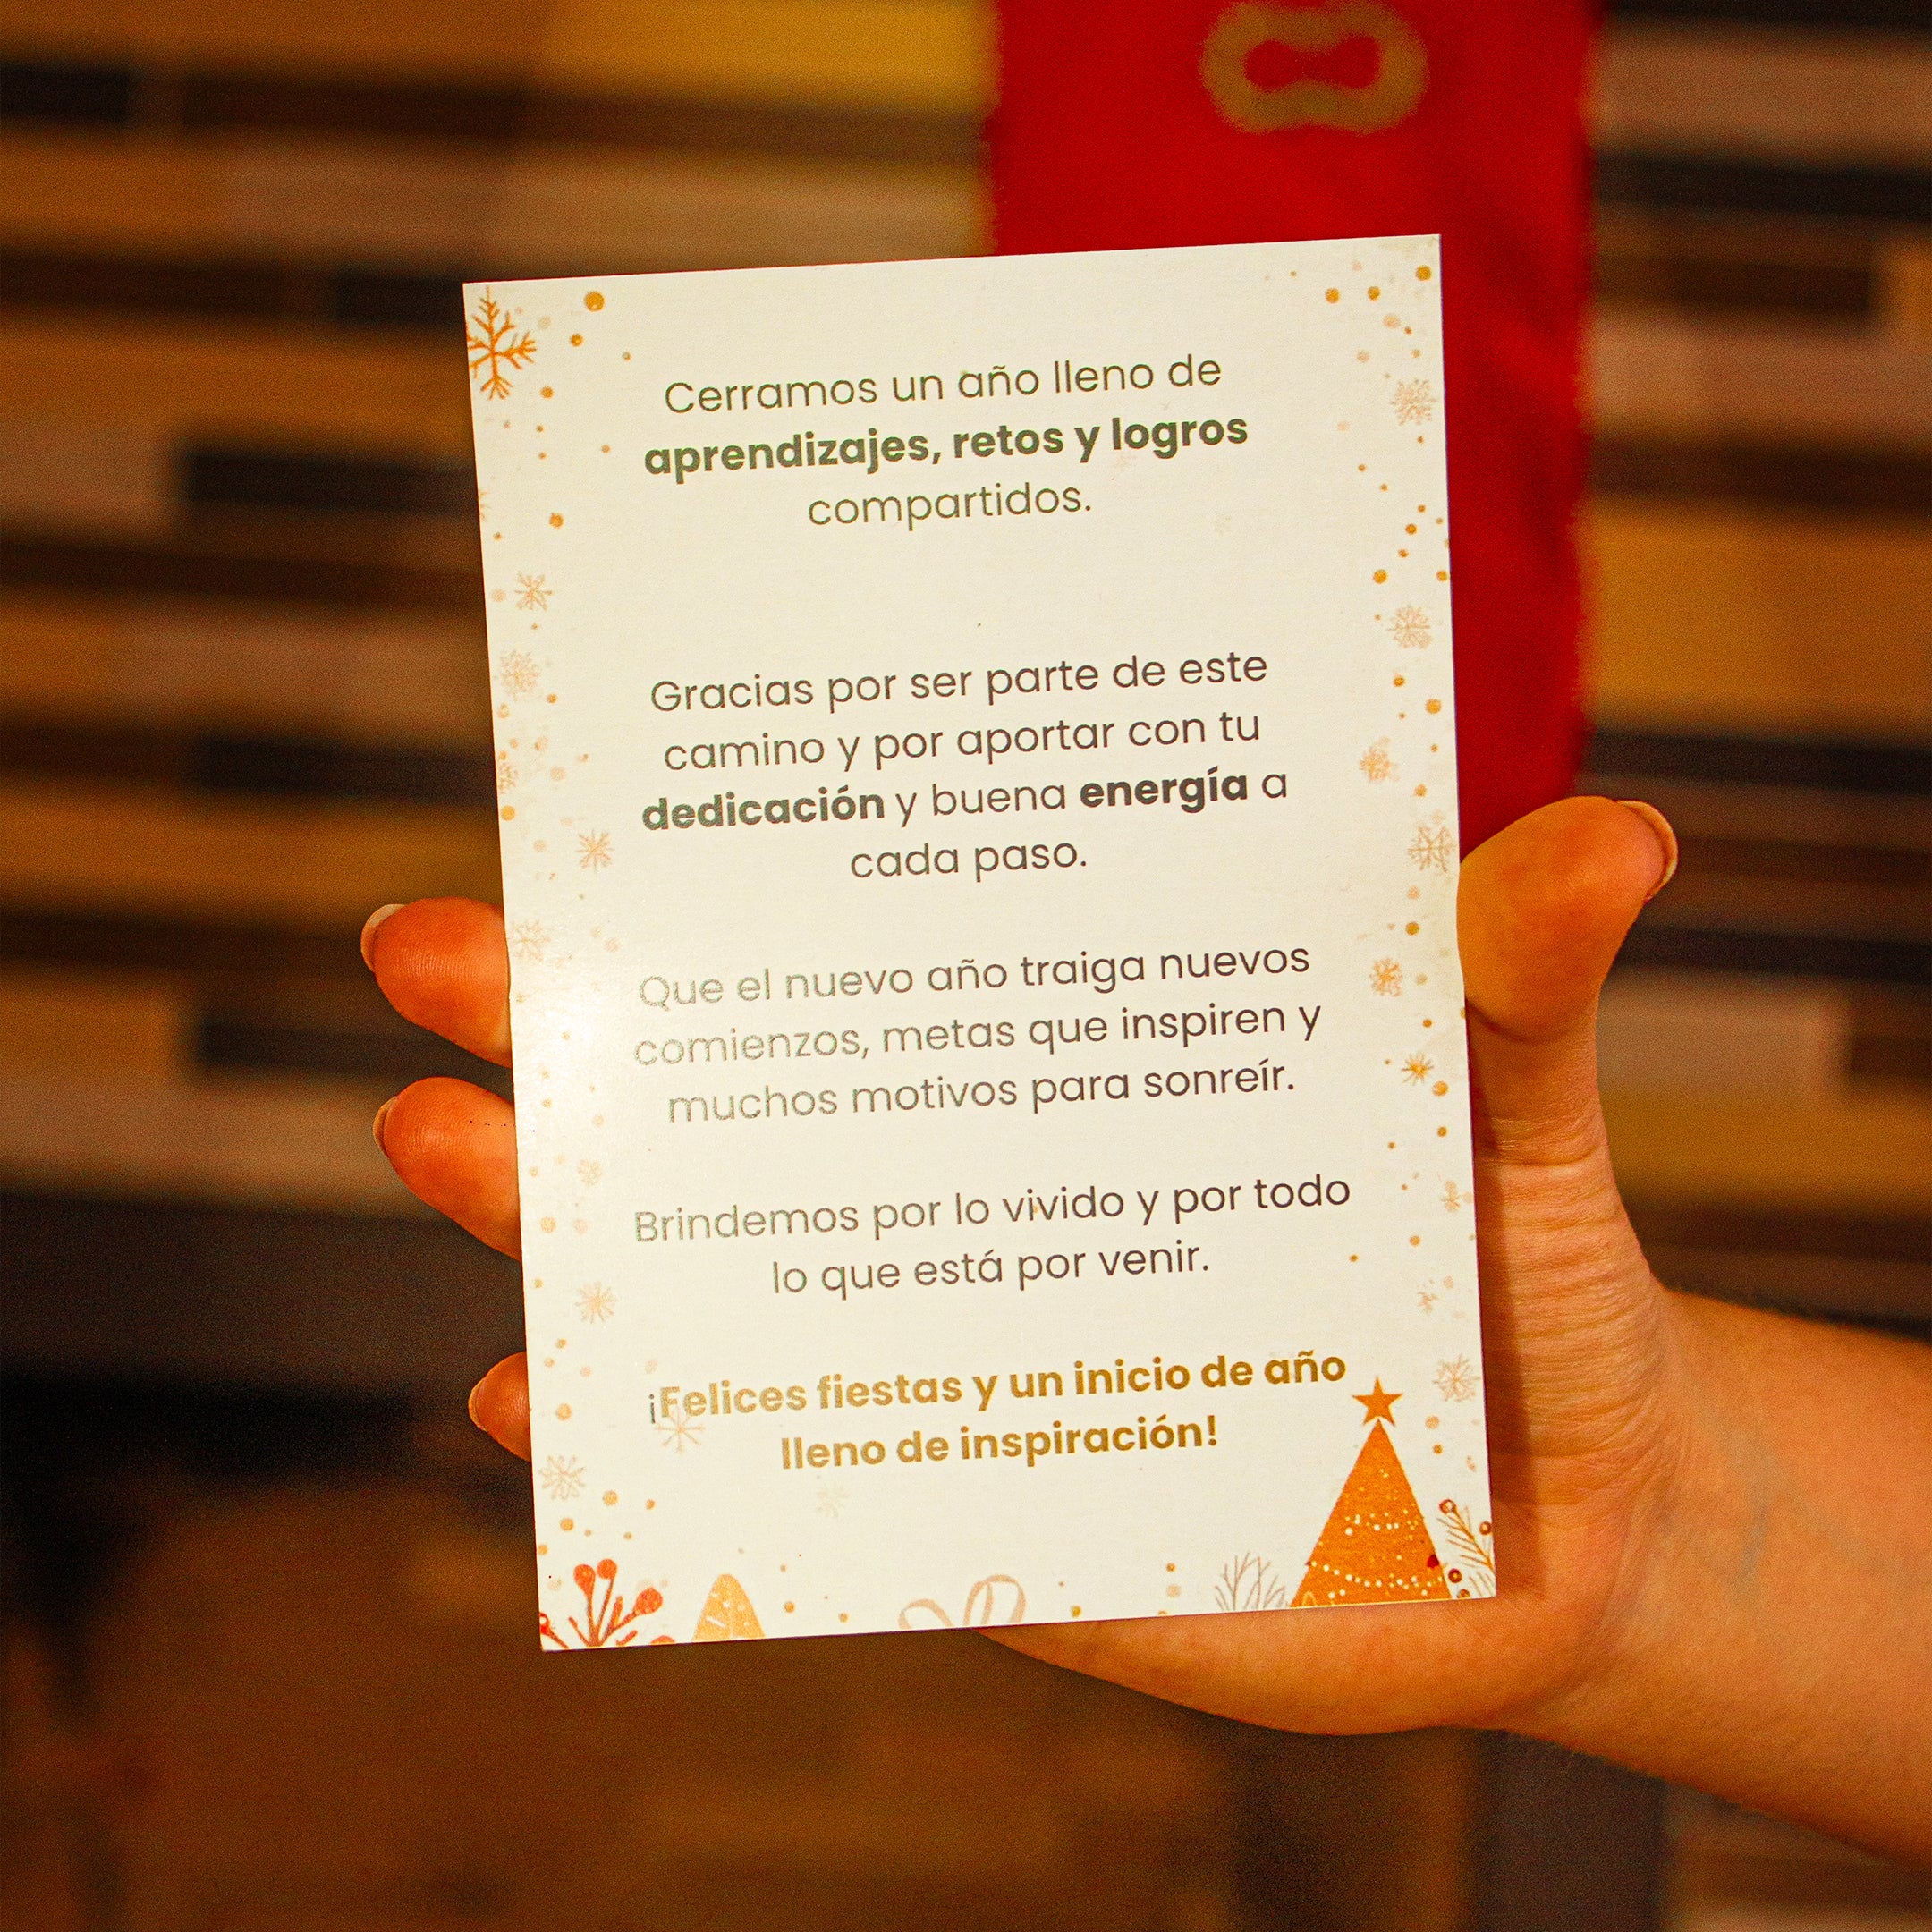 Cerramos un año lleno de
aprendizajes, retos y logros
compartidos.
Gracias por ser parte de este
camino y por aportar con tu
dedicación y buena energía a
cada paso.
Que el nuevo año traiga nuevos
comienzos, metas que inspiren y
muchos motivos para sonreír.
Brindemos por lo vivido y por todo
lo que está por venir.
¡Felices fiestas y un inicio de año
lleno de inspiración!